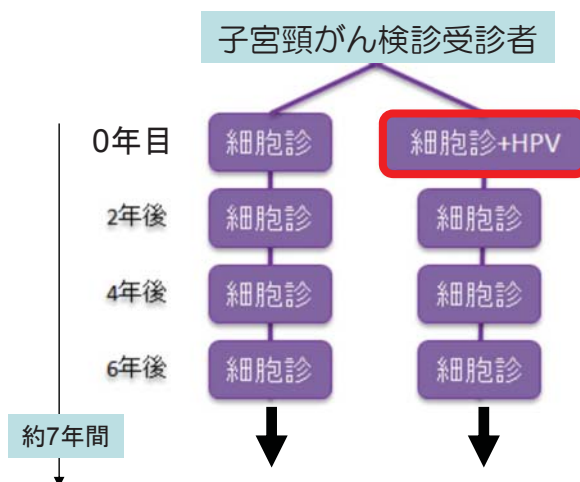 子宮頸がん検診受診者
0年目
細胞診
細胞診+HPV
2年後
細胞診
細胞診
4年後
細胞診
細胞診
6年後
細胞診
細胞診
約7年間